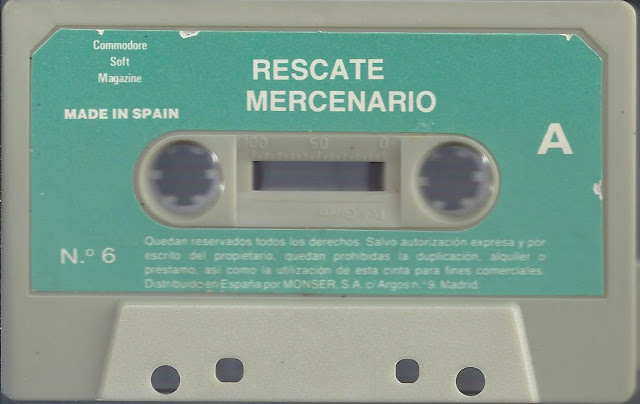 Commodore
Soft
Magazine
RESCATE
MERCENARIO
MADE IN SPAIN
A
100 50 0
N.º 6
Quedan reservados todos los derechos. Salvo autorización expresa y por
escrito del propietario, quedan prohibidas la duplicación, alquiler o
préstamo, así como la utilización de esta cinta para fines comerciales.
Distribuido en España por MONSER, S.A. c/ Argos n.º 9. Madrid.